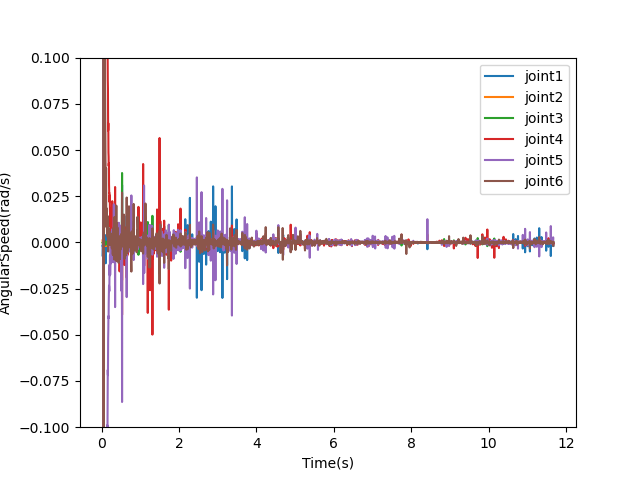 0.100
0.075
0.050
0.025
0.000
−0.025
−0.050
−0.075
−0.100
AngularSpeed(rad/s)
0
2
4
6
8
10
12
Time(s)
joint1
joint2
joint3
joint4
joint5
joint6